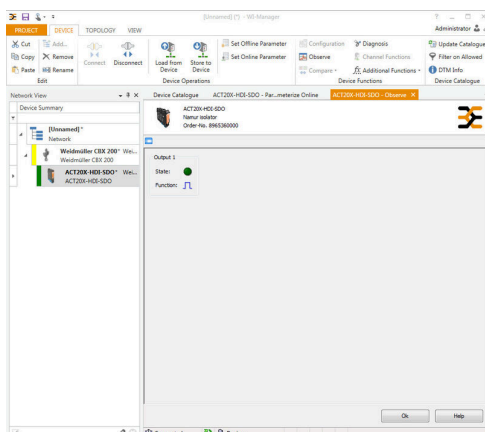 [Unnamed] (*) - WI-Manager
PROJECT DEVICE TOPOLOGY VIEW Administrator
Cut Add... Set Offline Parameter Configuration Diagnosis Update Catalogue
Copy Remove Connect Disconnect Load from Device Store to Device Set Online Parameter Observe Channel Functions Filter on Allowed
Paste Rename Compare Additional Functions DTM Info
Edit Device Operations Device Functions Device Catalogue
Network View
Device Catalogue ACT20X-HDI-SDO - Par...meterize Online ACT20X-HDI-SDO - Observe
Device Summary
ACT20X-HDI-SDO
Namur isolator
Order-No. 8965360000
[Unnamed]*
Network
Weidmüller CBX 200* Wei...
Weidmüller CBX 200
ACT20X-HDI-SDO* Wei...
ACT20X-HDI-SDO
Output 1
State:
Function:
Ok Help